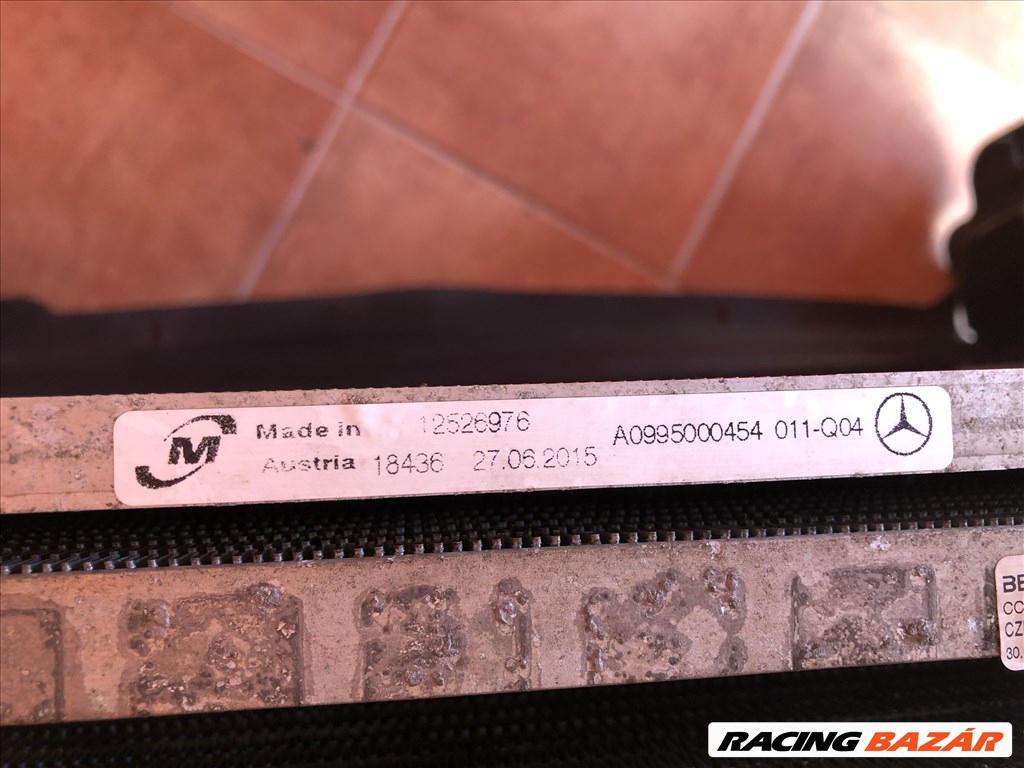 M
Made in 12526976
Austria 18436 27.06.2015
A0995000454 011-Q04
BE
CO
CZ
30.
RACING BAZÁR